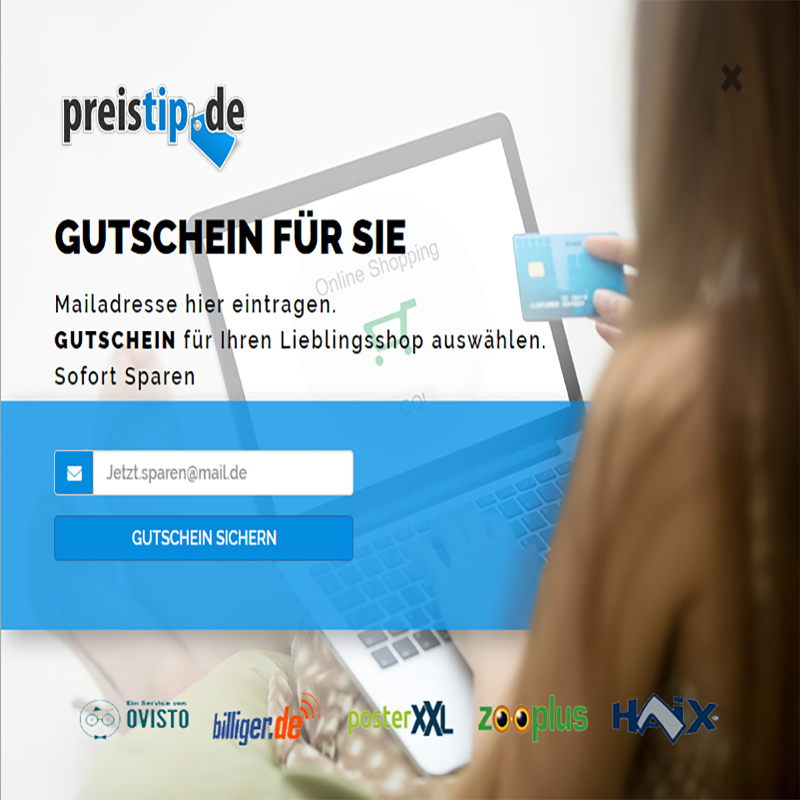 preistip.de
GUTSCHEIN FÜR SIE
Online Shopping
Mailadresse hier eintragen.
GUTSCHEIN für Ihren Lieblingsshop auswählen.
Sofort Sparen
GO!
Jetzt.sparen@mail.de
GUTSCHEIN SICHERN
Ein Service von
OVISTO
billiger.de
posterXXL
zooplus
HAIX